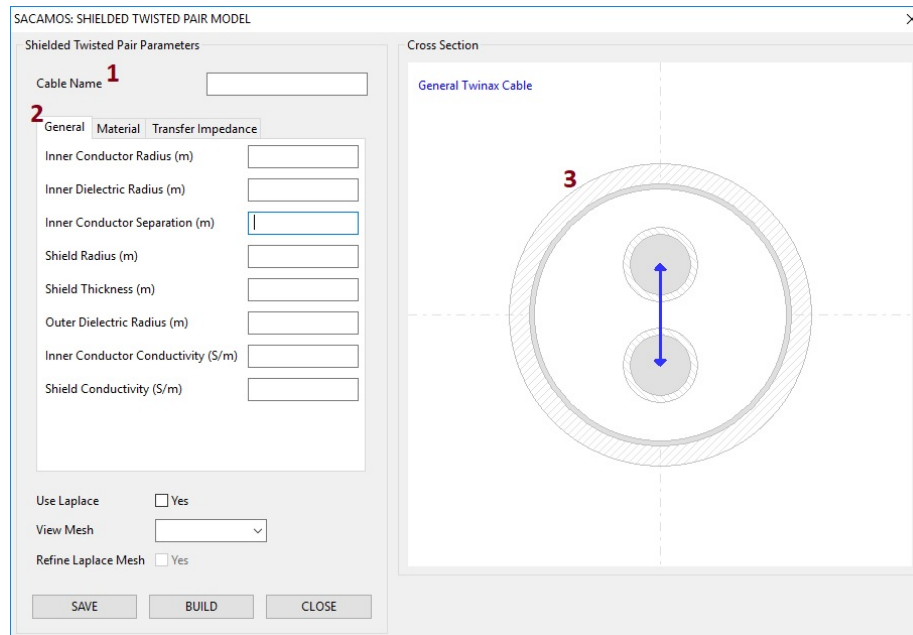 SACAMOS: SHIELDED TWISTED PAIR MODEL
Shielded Twisted Pair Parameters
Cable Name 1
2
General Material Transfer Impedance
Inner Conductor Radius (m)
Inner Dielectric Radius (m)
Inner Conductor Separation (m)
Shield Radius (m)
Shield Thickness (m)
Outer Dielectric Radius (m)
Inner Conductor Conductivity (S/m)
Shield Conductivity (S/m)
Use Laplace Yes
View Mesh
Refine Laplace Mesh Yes
SAVE BUILD CLOSE
Cross Section
General Twinax Cable
3